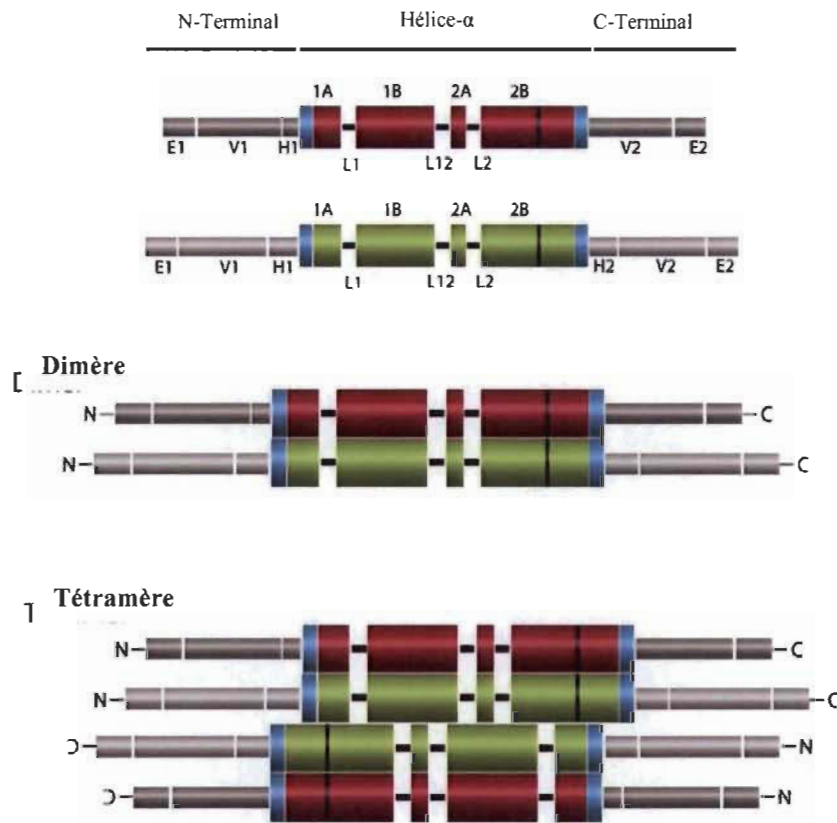 N-Terminal Hélice-α C-Terminal
1A 1B 2A 2B
E1 V1 H1 L1 L12 L2 V2 E2
1A 1B 2A 2B
E1 V1 H1 L1 L12 L2 H2 V2 E2
Dimère
N C
N C
Tétramère
N C
N C
C N
C N